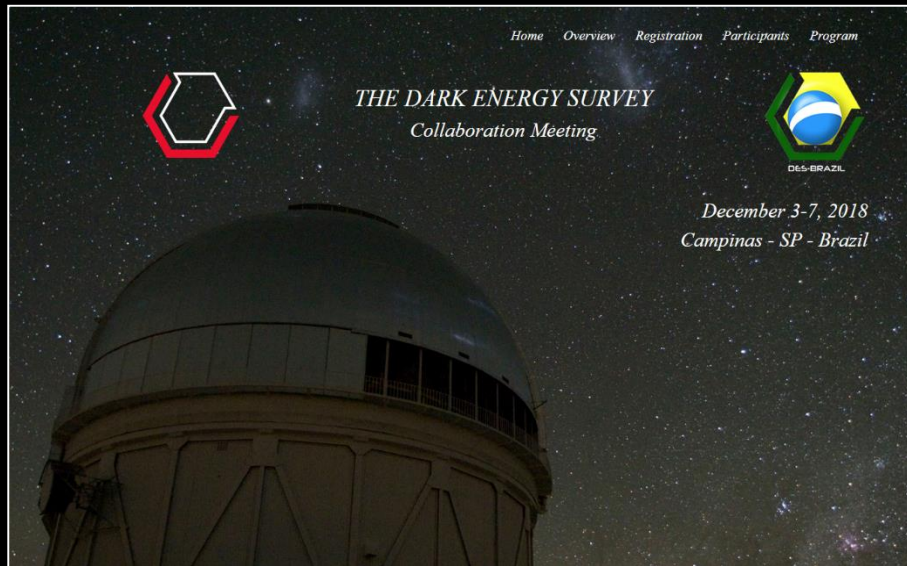 Home Overview Registration Participants Program
THE DARK ENERGY SURVEY
Collaboration Meeting
DES-BRAZIL
December 3-7, 2018
Campinas - SP - Brazil